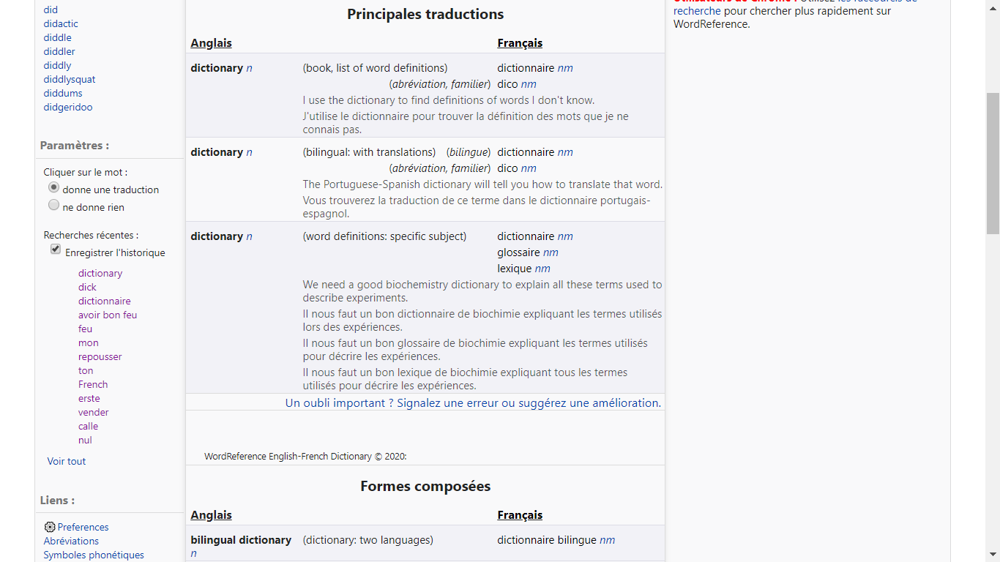 did
didactic
diddle
diddler
diddly
diddlysquat
diddums
didgeridoo
Paramètres :
Cliquer sur le mot :
donne une traduction
ne donne rien
Recherches récentes :
Enregistrer l'historique
dictionary
dick
dictionnaire
avoir bon feu
feu
mon
repousser
ton
French
erste
vender
calle
nul
Voir tout
Liens :
Preferences
Abréviations
Symboles phonétiques
Principales traductions
Anglais Français
dictionary n (book, list of word definitions) dictionnaire nm
(abréviation, familier) dico nm
I use the dictionary to find definitions of words I don't know.
J'utilise le dictionnaire pour trouver la définition des mots que je ne
connais pas.
dictionary n (bilingual: with translations) (bilingue) dictionnaire nm
(abréviation, familier) dico nm
The Portuguese-Spanish dictionary will tell you how to translate that word.
Vous trouverez la traduction de ce terme dans le dictionnaire portugais-
espagnol.
dictionary n (word definitions: specific subject) dictionnaire nm
glossaire nm
lexique nm
We need a good biochemistry dictionary to explain all these terms used to
describe experiments.
Il nous faut un bon dictionnaire de biochimie expliquant les termes utilisés
lors des expériences.
Il nous faut un bon glossaire de biochimie expliquant les termes utilisés
pour décrire les expériences.
Il nous faut un bon lexique de biochimie expliquant tous les termes
utilisés pour décrire les expériences.
Un oubli important ? Signalez une erreur ou suggérez une amélioration.
WordReference English-French Dictionary © 2020:
Formes composées
Anglais Français
bilingual dictionary (dictionary: two languages) dictionnaire bilingue nm
n
Utilisateurs de Chrome : Utilisez les raccourcis de
recherche pour chercher plus rapidement sur
WordReference.